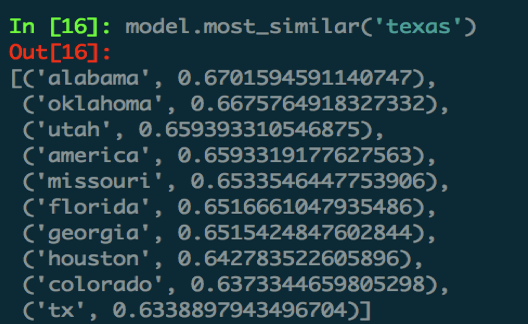 In [16]: model.most_similar('texas')
Out[16]:
[('alabama', 0.6701594591140747),
 ('oklahoma', 0.6675764918327332),
 ('utah', 0.659393310546875),
 ('america', 0.6593319177627563),
 ('missouri', 0.6533546447753906),
 ('florida', 0.6516661047935486),
 ('georgia', 0.6515424847602844),
 ('houston', 0.642783522605896),
 ('colorado', 0.6373344659805298),
 ('tx', 0.6338897943496704)]